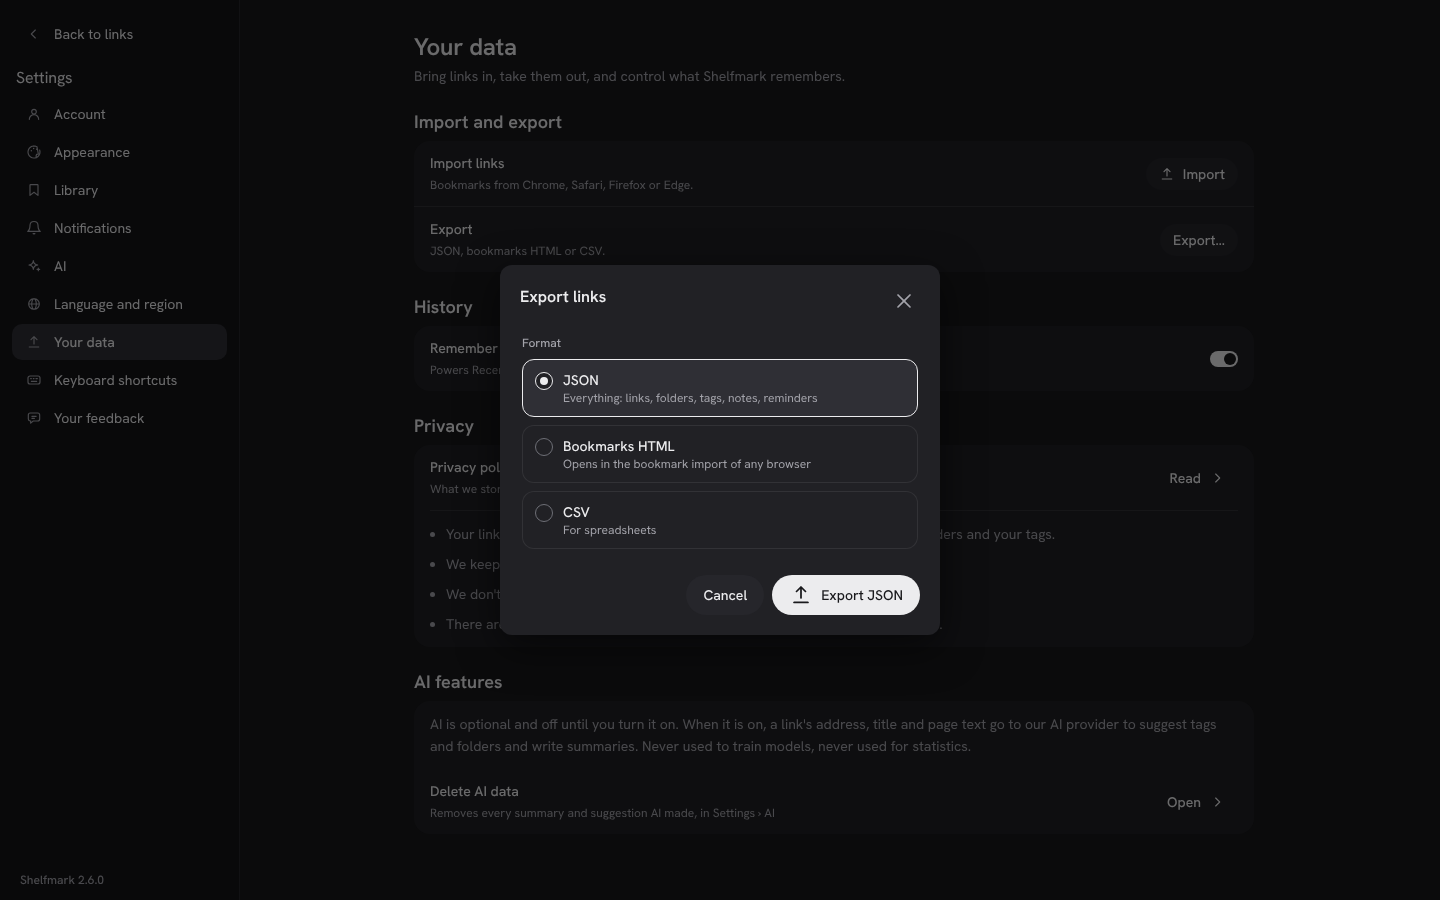 Back to links
Settings
Account
Appearance
Library
Notifications
AI
Language and region
Your data
Keyboard shortcuts
Your feedback
Shelfmark 2.6.0
Your data
Bring links in, take them out, and control what Shelfmark remembers.
Import and export
Import links
Bookmarks from Chrome, Safari, Firefox or Edge.
Import
Export
JSON, bookmarks HTML or CSV.
Export...
History
Remember
Powers
Privacy
Privacy
What we
Read
Your
and your tags.
We keep
We don't
There
AI features
AI is optional and off until you turn it on. When it is on, a link's address, title and page text go to our AI provider to suggest tags
and folders and write summaries. Never used to train models, never used for statistics.
Delete AI data
Removes every summary and suggestion AI made, in Settings › AI
Open
Export links
Format
JSON
Everything: links, folders, tags, notes, reminders
Bookmarks HTML
Opens in the bookmark import of any browser
CSV
For spreadsheets
Cancel
Export JSON